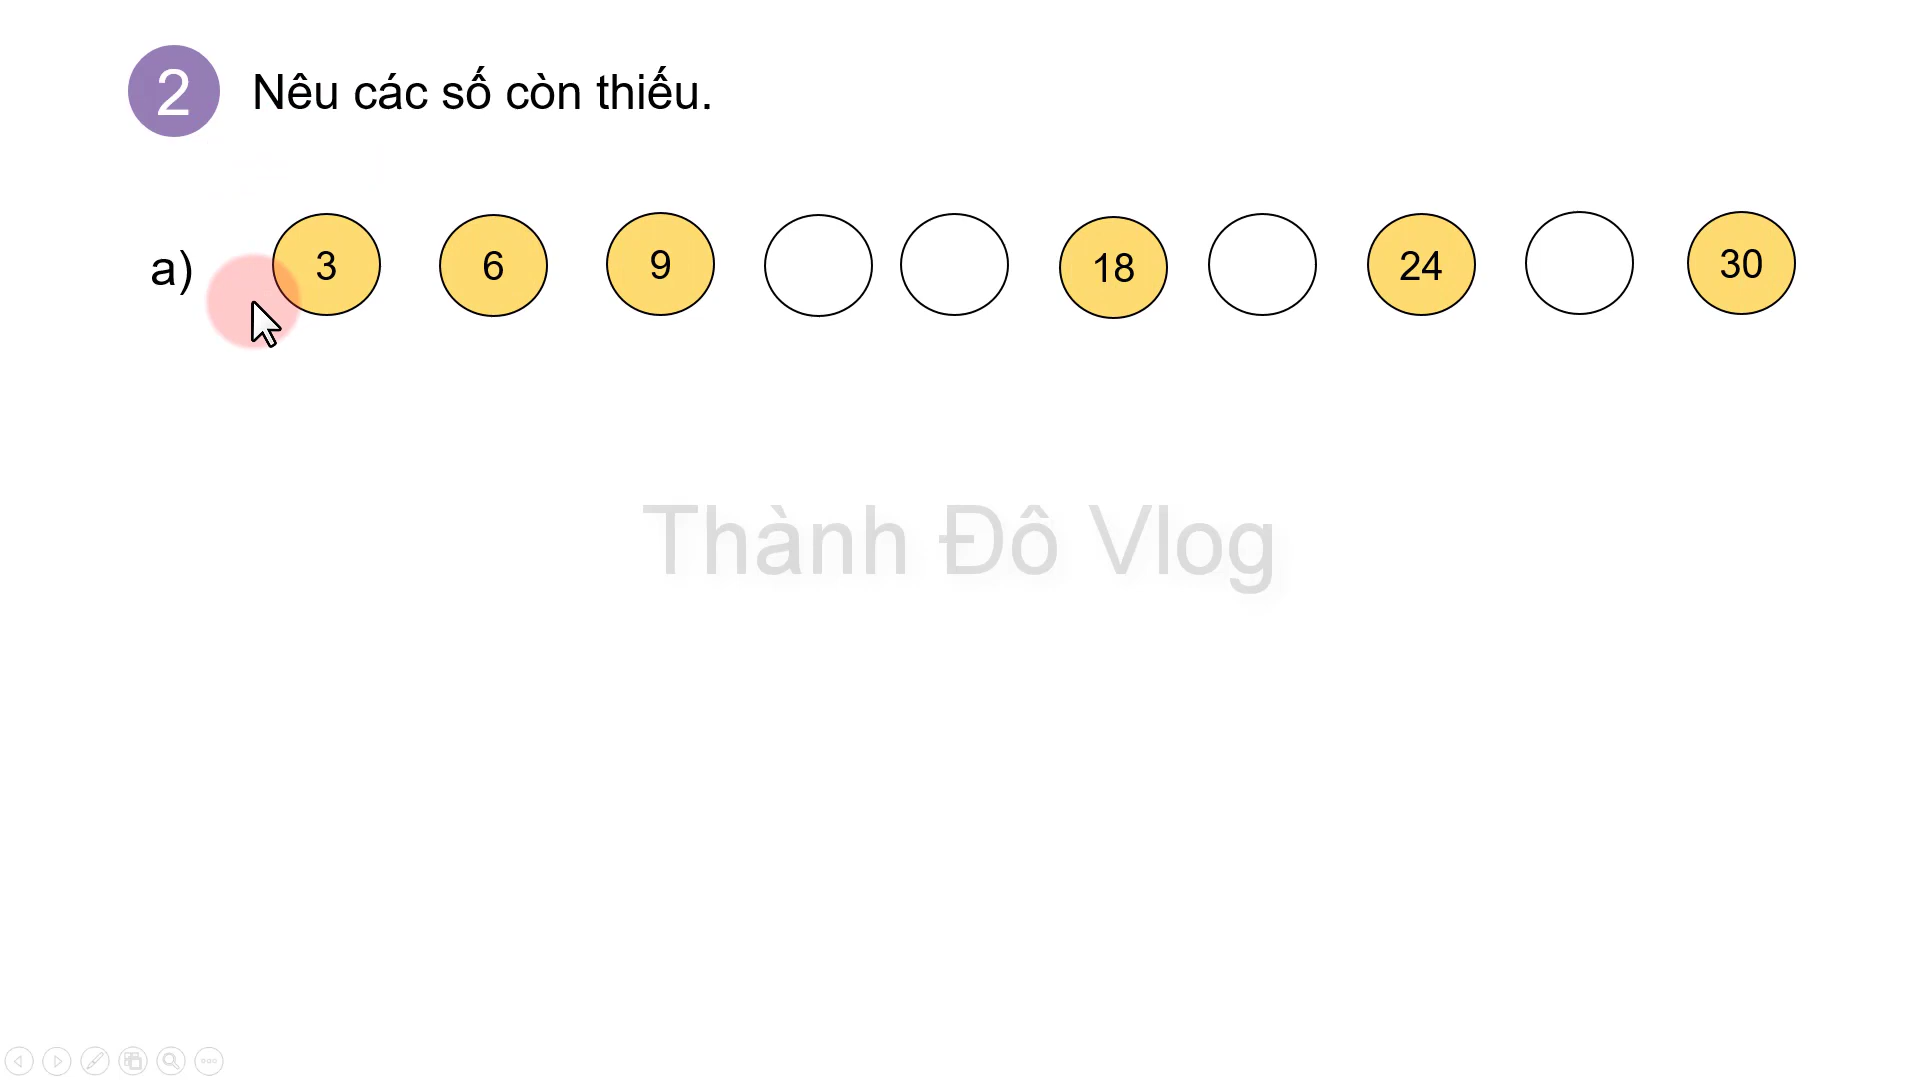 2 Nêu các số còn thiếu.
a) 3 6 9 18 24 30
Thành Đô Vlog